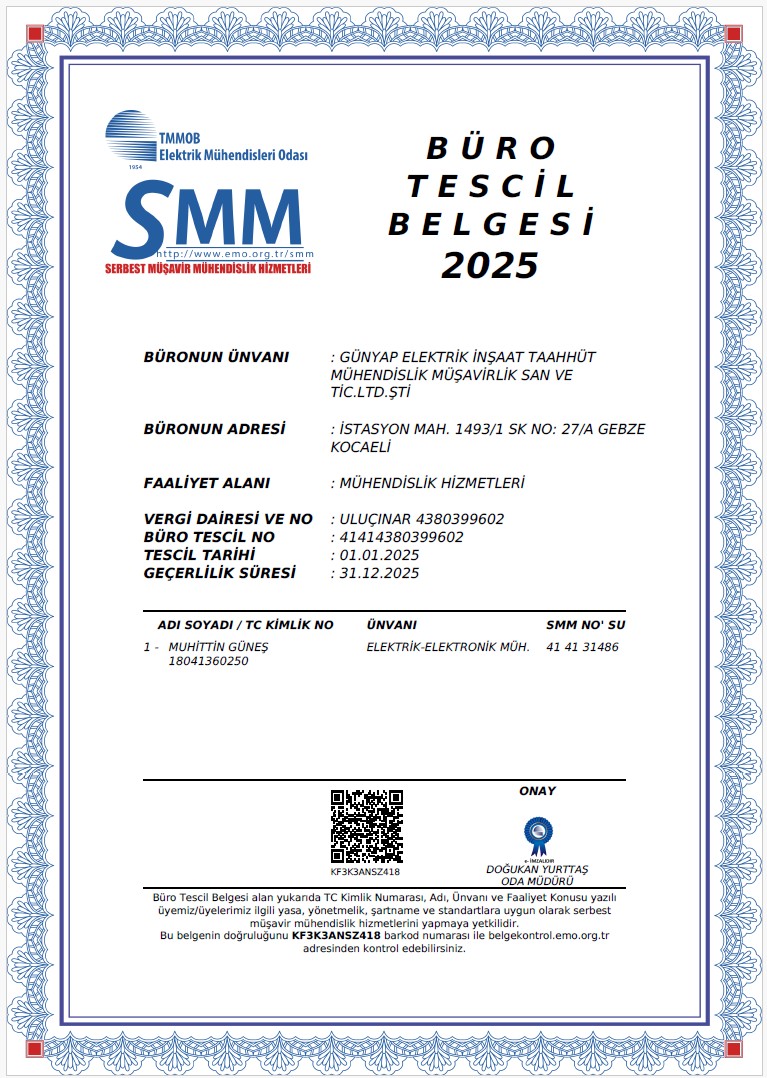 TMMOB
Elektrik Mühendisleri Odası
1954
SMM
http://www.emo.org.tr/smm
SERBEST MÜŞAVİR MÜHENDİSLİK HİZMETLERİ
BÜRO
TESCİL
BELGESİ
2025
BÜRONUN ÜNVANI : GÜNYAP ELEKTRİK İNŞAAT TAAHHÜT
MÜHENDİSLİK MÜŞAVİRLİK SAN VE
TİC.LTD.ŞTİ
BÜRONUN ADRESİ : İSTASYON MAH. 1493/1 SK NO: 27/A GEBZE
KOCAELİ
FAALİYET ALANI : MÜHENDİSLİK HİZMETLERİ
VERGİ DAİRESİ VE NO : ULUÇINAR 4380399602
BÜRO TESCİL NO : 41414380399602
TESCİL TARİHİ : 01.01.2025
GEÇERLİLİK SÜRESİ : 31.12.2025
ADI SOYADI / TC KİMLİK NO ÜNVANI SMM NO' SU
1 - MUHİTTİN GÜNEŞ ELEKTRİK-ELEKTRONİK MÜH. 41 41 31486
18041360250
ONAY
e- İMZALIDIR
KF3K3ANSZ418
DOĞUKAN YURTTAŞ
ODA MÜDÜRÜ
Büro Tescil Belgesi alan yukarıda TC Kimlik Numarası, Adı, Ünvanı ve Faaliyet Konusu yazılı
üyemiz/üyelerimiz ilgili yasa, yönetmelik, şartname ve standartlara uygun olarak serbest
müşavir mühendislik hizmetlerini yapmaya yetkilidir.
Bu belgenin doğruluğunu KF3K3ANSZ418 barkod numarası ile belgekontrol.emo.org.tr
adresinden kontrol edebilirsiniz.